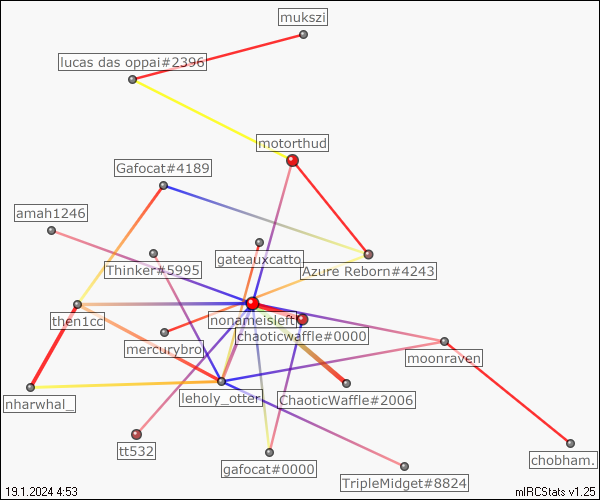 mukszi
lucas das oppai#2396
motorthud
Gafocat#4189
amah1246
gateauxcatto
Thinker#5995
Azure Reborn#4243
nonameisleft
then1cc
chaoticwaffle#0000
mercurybro
moonraven
nharwhal_
leholy_otter
ChaoticWaffle#2006
tt532
gafocat#0000
chobham.
TripleMidget#8824
19.1.2024 4:53
mIRCStats v1.25